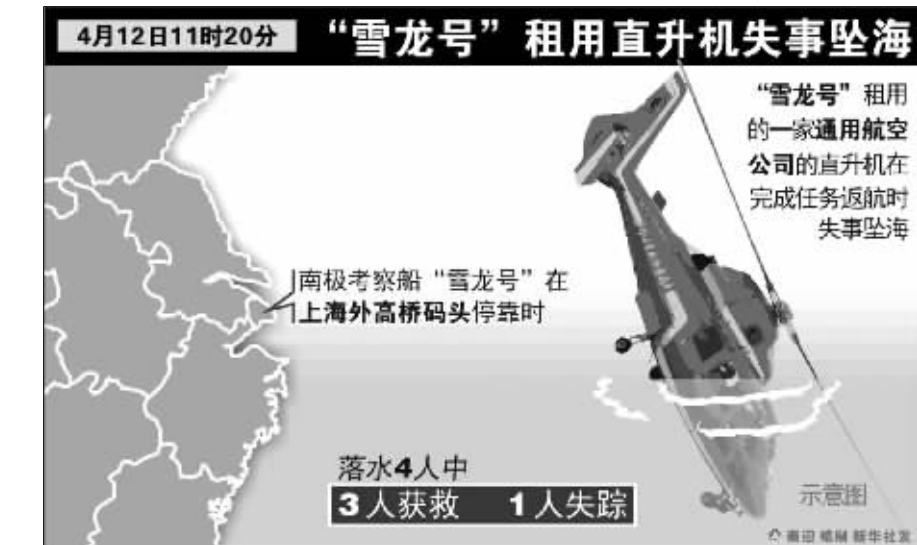 4月12日11时20分
“雪龙号”租用直升机失事坠海
“雪龙号”租用
的一家通用航空
公司的直升机在
完成任务返航时
失事坠海
南极考察船“雪龙号”在
上海外高桥码头停靠时
落水4人中
3人获救 1人失踪
示意图
新华社发